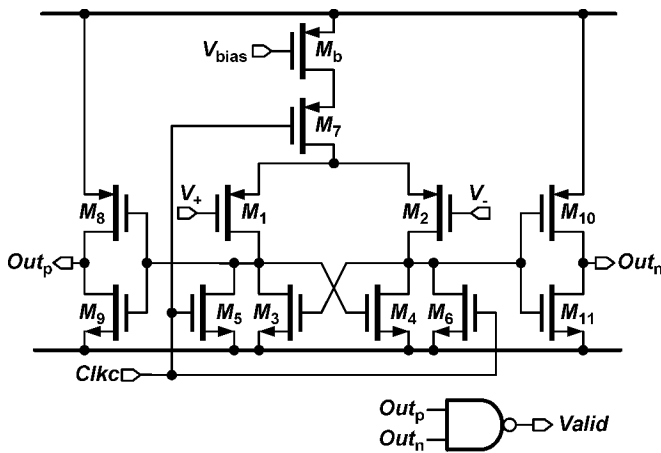 V_bias
M_b
M_7
V_+
V_-
M_8
M_1
M_2
M_10
Out_p
Out_n
M_9
M_5
M_3
M_4
M_6
M_11
Clkc
Out_p
Out_n
Valid